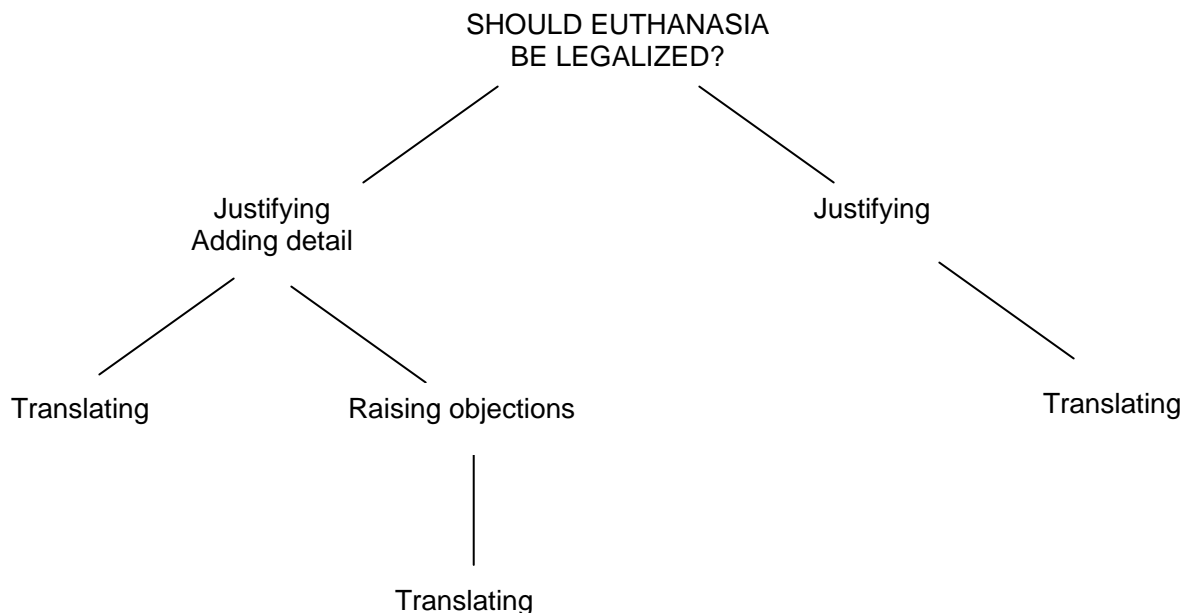 SHOULD EUTHANASIA
BE LEGALIZED?
Justifying
Adding detail
Justifying
Translating
Raising objections
Translating
Translating